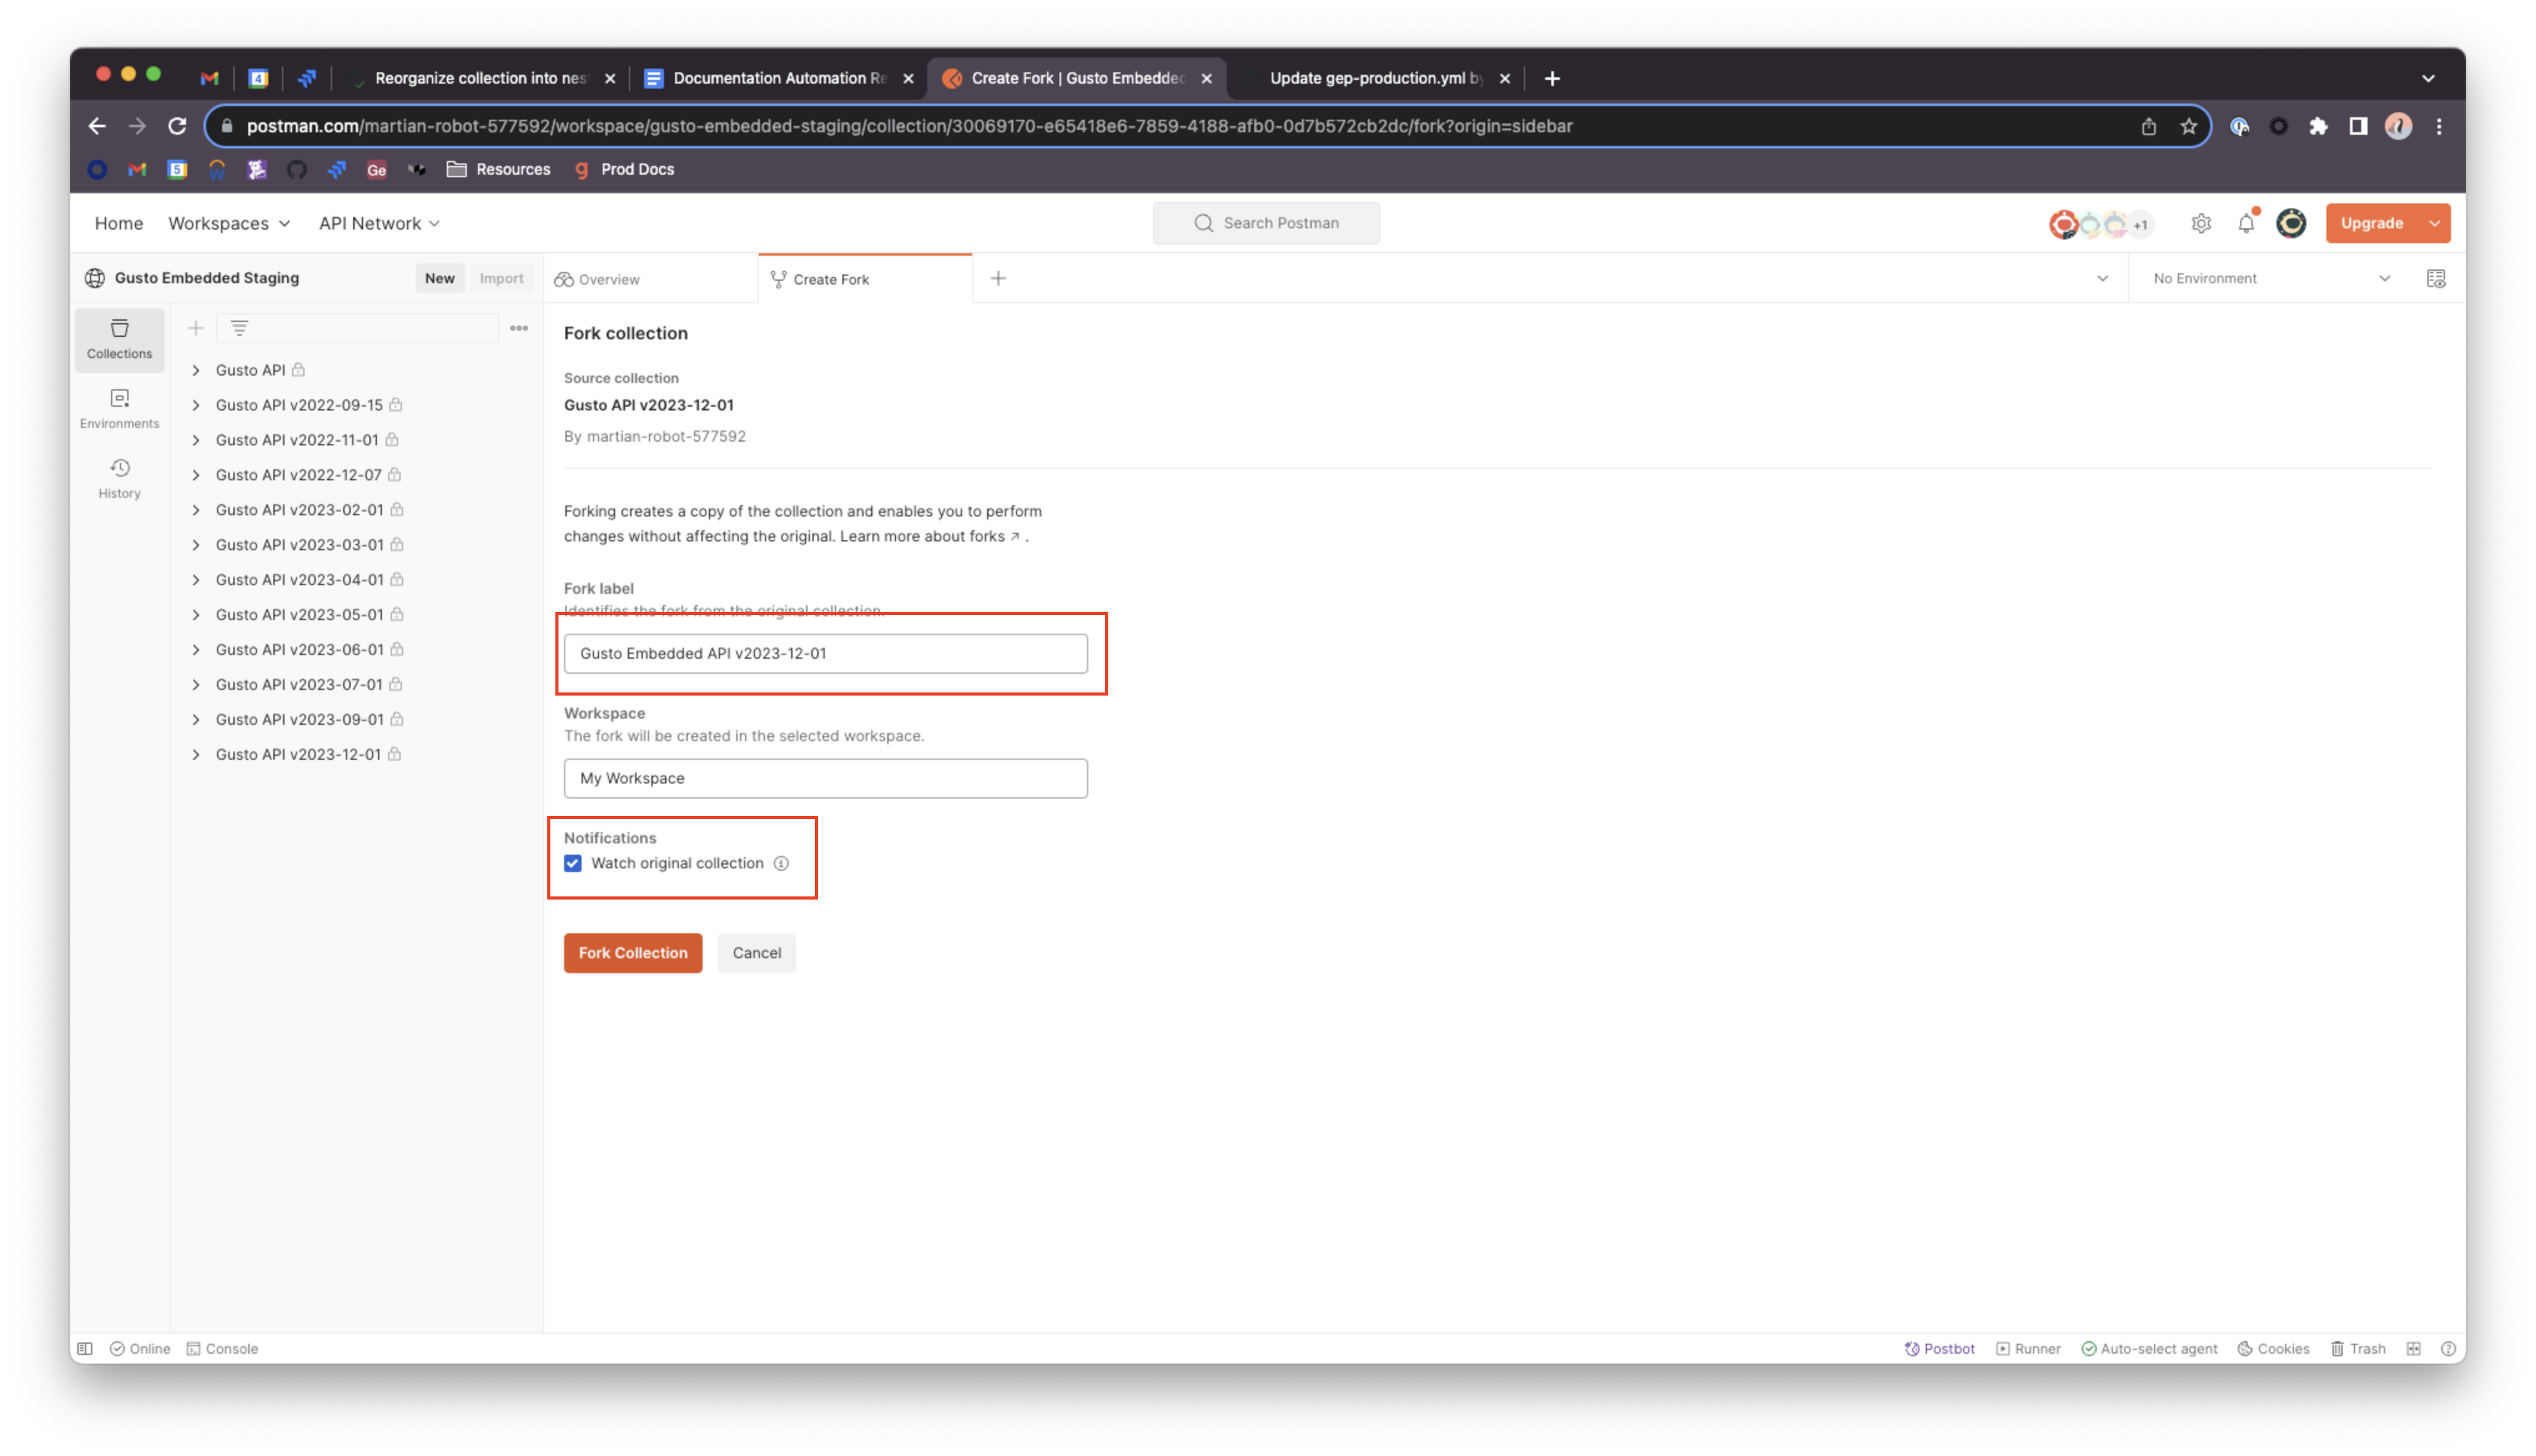 Reorganize collection into nes
Documentation Automation Re
Create Fork | Gusto Embedded
Update gep-production.yml by
postman.com/martian-robot-577592/workspace/gusto-embedded-staging/collection/30069170-e65418e6-7859-4188-afb0-0d7b572cb2dc/fork?origin=sidebar
Ge
Resources
Prod Docs
Home
Workspaces
API Network
Search Postman
+1
Upgrade
Gusto Embedded Staging
New
Import
Overview
Create Fork
No Environment
Collections
Environments
History
Gusto API
Gusto API v2022-09-15
Gusto API v2022-11-01
Gusto API v2022-12-07
Gusto API v2023-02-01
Gusto API v2023-03-01
Gusto API v2023-04-01
Gusto API v2023-05-01
Gusto API v2023-06-01
Gusto API v2023-07-01
Gusto API v2023-09-01
Gusto API v2023-12-01
Fork collection
Source collection
Gusto API v2023-12-01
By martian-robot-577592
Forking creates a copy of the collection and enables you to perform
changes without affecting the original. Learn more about forks ↗ .
Fork label
Identifies the fork from the original collection.
Gusto Embedded API v2023-12-01
Workspace
The fork will be created in the selected workspace.
My Workspace
Notifications
Watch original collection
Fork Collection
Cancel
Online
Console
Postbot
Runner
Auto-select agent
Cookies
Trash